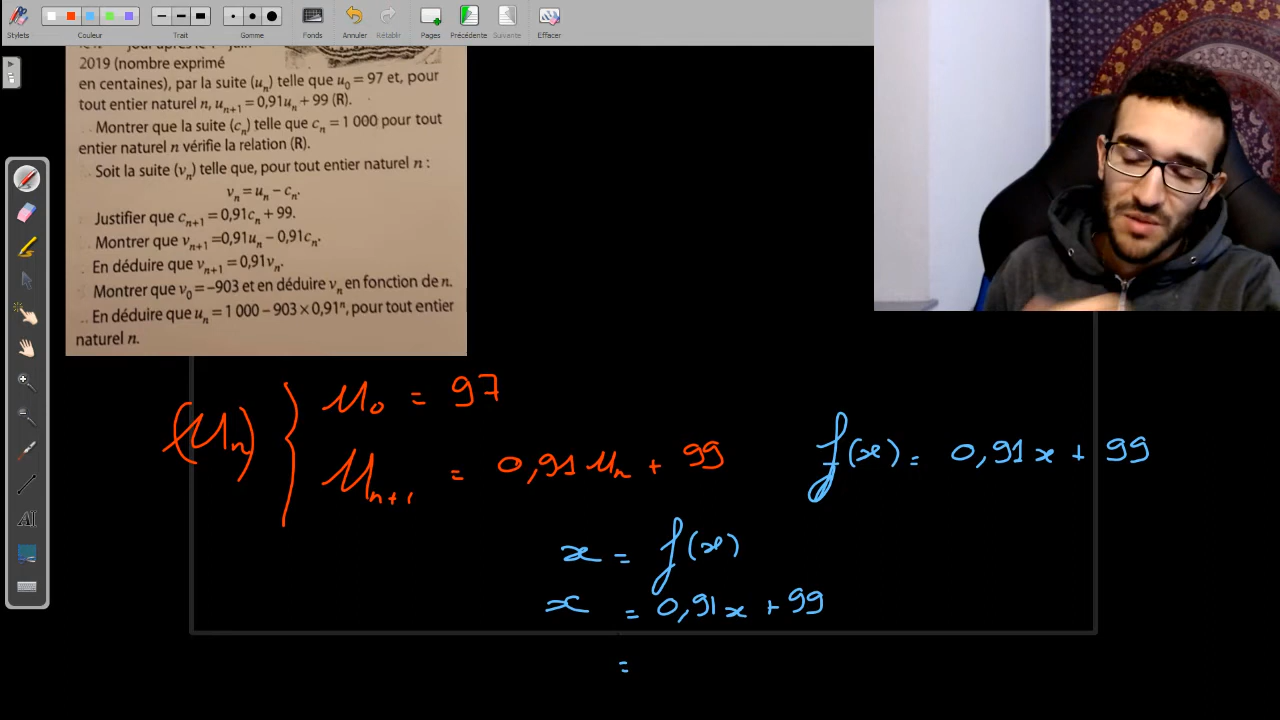 Stylets
Couleur
Trait
Gomme
Fonds
Annuler
Rétablir
Pages
Précédente
Suivante
Effacer
2019 (nombre exprimé
en centaines), par la suite (uₙ) telle que u₀ = 97 et, pour
tout entier naturel n, uₙ₊₁ = 0,91uₙ + 99 (R).
Montrer que la suite (cₙ) telle que cₙ = 1 000 pour tout
entier naturel n vérifie la relation (R).
Soit la suite (vₙ) telle que, pour tout entier naturel n :
vₙ = uₙ – cₙ.
Justifier que cₙ₊₁ = 0,91cₙ + 99.
Montrer que vₙ₊₁ =0,91uₙ – 0,91cₙ.
En déduire que vₙ₊₁ = 0,91vₙ.
Montrer que v₀ = –903 et en déduire vₙ en fonction de n.
En déduire que uₙ = 1 000 – 903 × 0,91ⁿ, pour tout entier
naturel n.
(uₙ) { u₀ = 97
uₙ₊₁ = 0,91 uₙ + 99
f(x) = 0,91x + 99
x = f(x)
x = 0,91x + 99
=